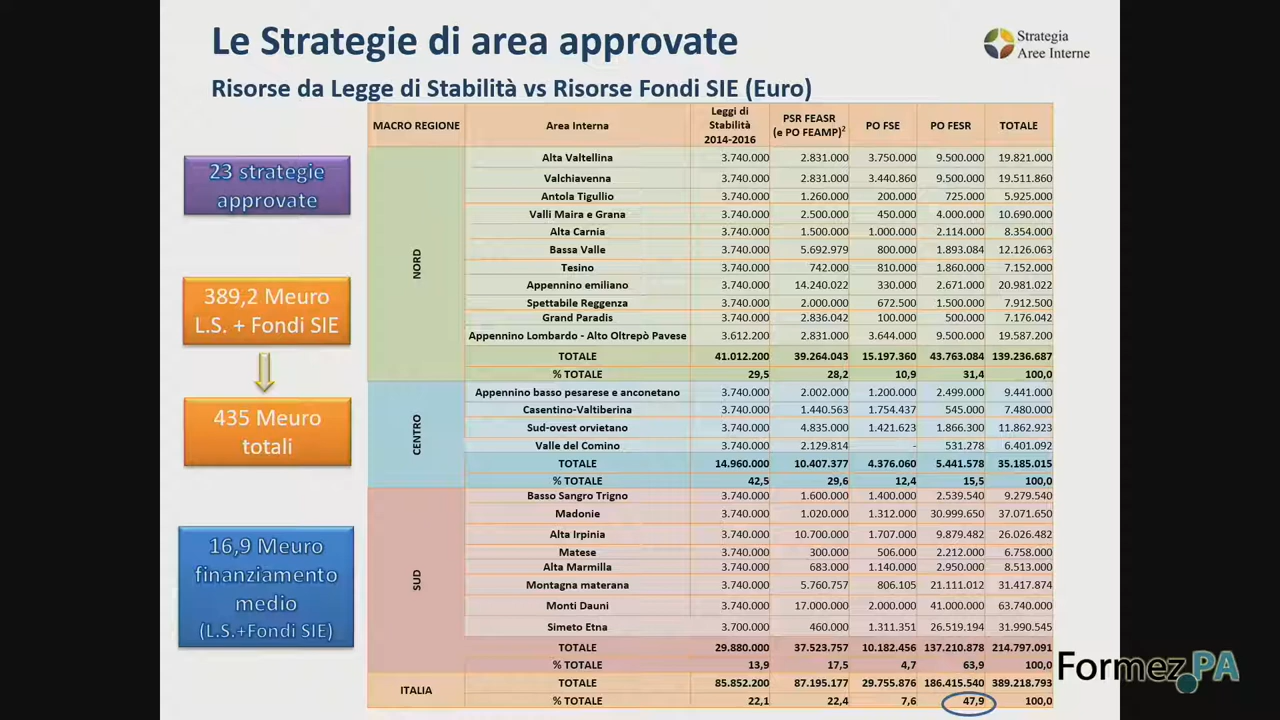 Le Strategie di area approvate
Strategia
Aree Interne
Risorse da Legge di Stabilità vs Risorse Fondi SIE (Euro)
23 strategie
approvate
389,2 Meuro
L.S. + Fondi SIE
435 Meuro
totali
16,9 Meuro
finanziamento
medio
(L.S.+Fondi SIE)
MACRO REGIONE Area Interna Leggi di Stabilità 2014-2016 PSR FEASR (e PO FEAMP)2 PO FSE PO FESR TOTALE
NORD
Alta Valtellina 3.740.000 2.831.000 3.750.000 9.500.000 19.821.000
Valchiavenna 3.740.000 2.831.000 3.440.860 9.500.000 19.511.860
Antola Tigullio 3.740.000 1.260.000 200.000 725.000 5.925.000
Valli Maira e Grana 3.740.000 2.500.000 450.000 4.000.000 10.690.000
Alta Carnia 3.740.000 1.500.000 1.000.000 2.114.000 8.354.000
Bassa Valle 3.740.000 5.692.979 800.000 1.893.084 12.126.063
Tesino 3.740.000 742.000 810.000 1.860.000 7.152.000
Appennino emiliano 3.740.000 14.240.022 330.000 2.671.000 20.981.022
Spettabile Reggenza 3.740.000 2.000.000 672.500 1.500.000 7.912.500
Grand Paradis 3.740.000 2.836.042 100.000 500.000 7.176.042
Appennino Lombardo - Alto Oltrepò Pavese 3.612.200 2.831.000 3.644.000 9.500.000 19.587.200
TOTALE 41.012.200 39.264.043 15.197.360 43.763.084 139.236.687
% TOTALE 29,5 28,2 10,9 31,4 100,0
CENTRO
Appennino basso pesarese e anconetano 3.740.000 2.002.000 1.200.000 2.499.000 9.441.000
Casentino-Valtiberina 3.740.000 1.440.563 1.754.437 545.000 7.480.000
Sud-ovest orvietano 3.740.000 4.835.000 1.421.623 1.866.300 11.862.923
Valle del Comino 3.740.000 2.129.814 - 531.278 6.401.092
TOTALE 14.960.000 10.407.377 4.376.060 5.441.578 35.185.015
% TOTALE 42,5 29,6 12,4 15,5 100,0
SUD
Basso Sangro Trigno 3.740.000 1.600.000 1.400.000 2.539.540 9.279.540
Madonie 3.740.000 1.020.000 1.312.000 30.999.650 37.071.650
Alta Irpinia 3.740.000 10.700.000 1.707.000 9.879.482 26.026.482
Matese 3.740.000 300.000 506.000 2.212.000 6.758.000
Alta Marmilla 3.740.000 683.000 1.140.000 2.950.000 8.513.000
Montagna materana 3.740.000 5.760.757 806.105 21.111.012 31.417.874
Monti Dauni 3.740.000 17.000.000 2.000.000 41.000.000 63.740.000
Simeto Etna 3.700.000 460.000 1.311.351 26.519.194 31.990.545
TOTALE 29.880.000 37.523.757 10.182.456 137.210.878 214.797.091
% TOTALE 13,9 17,5 4,7 63,9 100,0
ITALIA
TOTALE 85.852.200 87.195.177 29.755.876 186.415.540 389.218.793
% TOTALE 22,1 22,4 7,6 47,9 100,0
Formez.PA